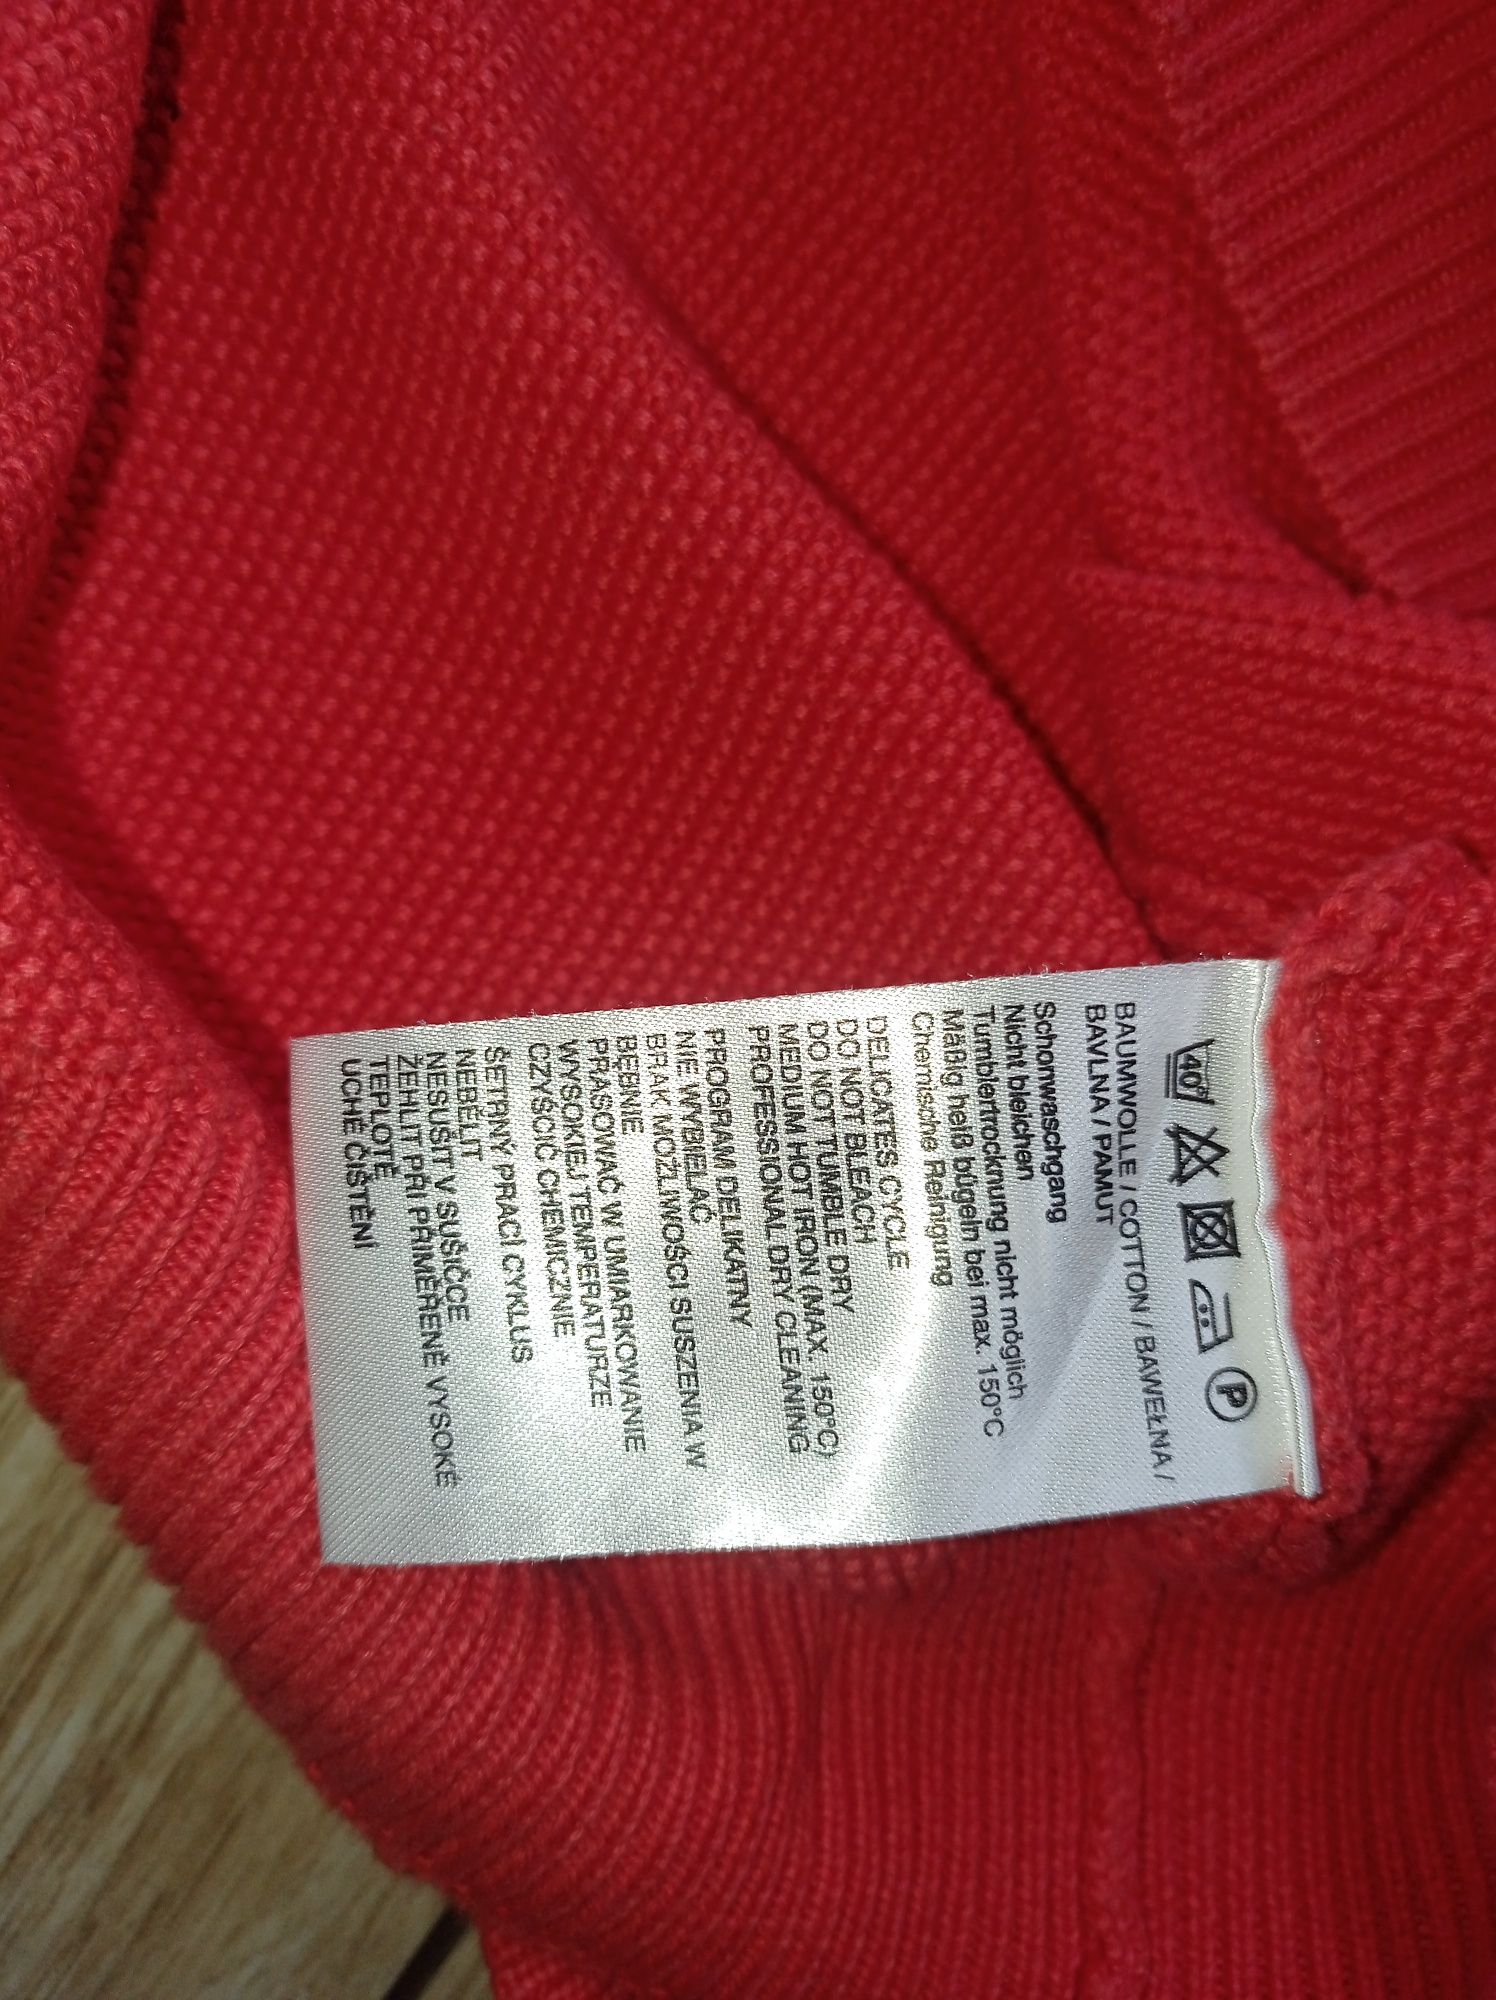 40°
P
BAUMWOLLE / COTTON / BAWEŁNA /
BAVLNA / PAMUT
Schonwaschgang
Nicht bleichen
Tumblertrocknung nicht möglich
Mäßig heiß bügeln bei max. 150°C
Chemische Reinigung
DELICATES CYCLE
DO NOT BLEACH
DO NOT TUMBLE DRY
MEDIUM HOT IRON (MAX. 150°C)
PROFESSIONAL DRY CLEANING
PROGRAM DELIKATNY
NIE WYBIELAĆ
BRAK MOŻLIWOŚCI SUSZENIA W
BĘBNIE
PRASOWAĆ W UMIARKOWANIE
WYSOKIEJ TEMPERATURZE
CZYŚCIĆ CHEMICZNIE
ŠETRNÝ PRACÍ CYKLUS
NEBĚLIT
NESUŠIT V SUŠIČCE
ŽEHLIT PŘI PŘIMĚŘENĚ VYSOKÉ
TEPLOTĚ
UCHÉ ČIŠTĚNÍ